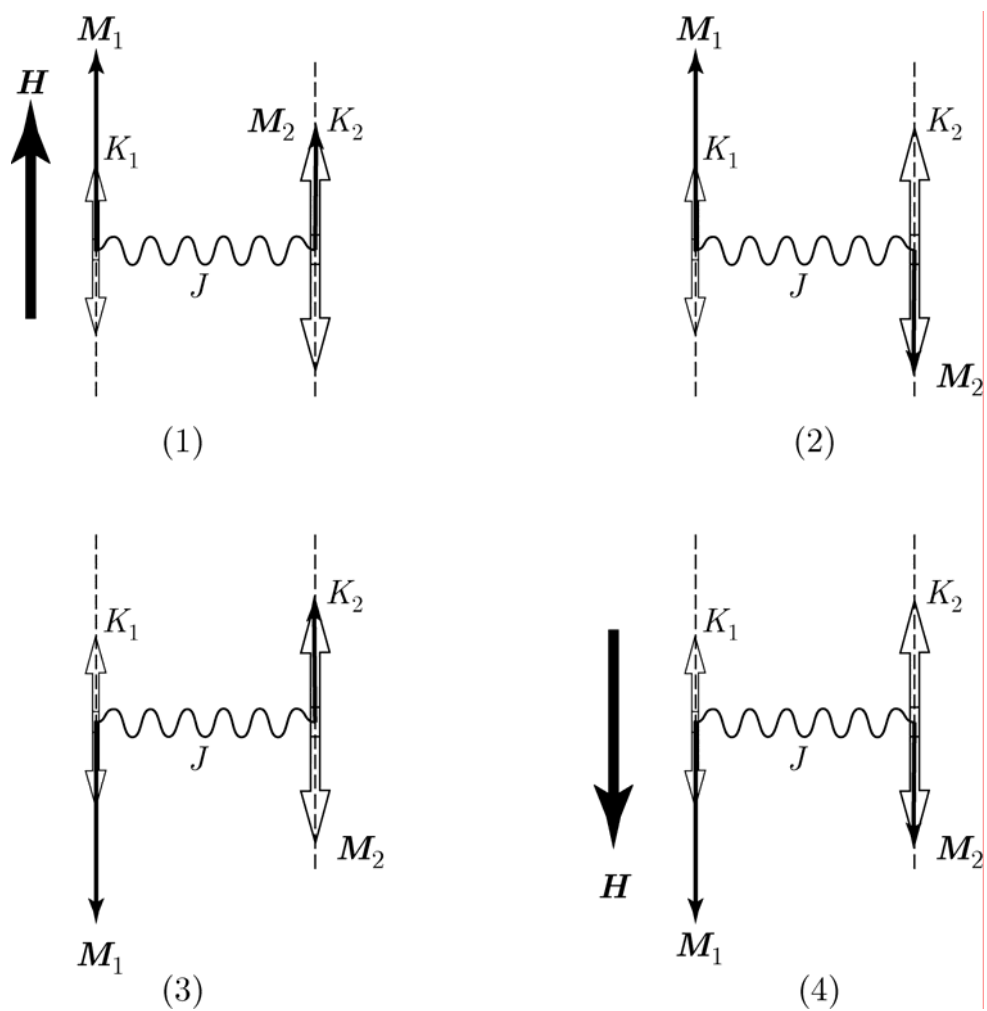 M₁ M₁
H
K₁ M₂ K₂ K₁ K₂
J J
M₂
(1) (2)
K₁ K₂ K₁ K₂
J J
M₂ M₂
H
M₁ M₁
(3) (4)